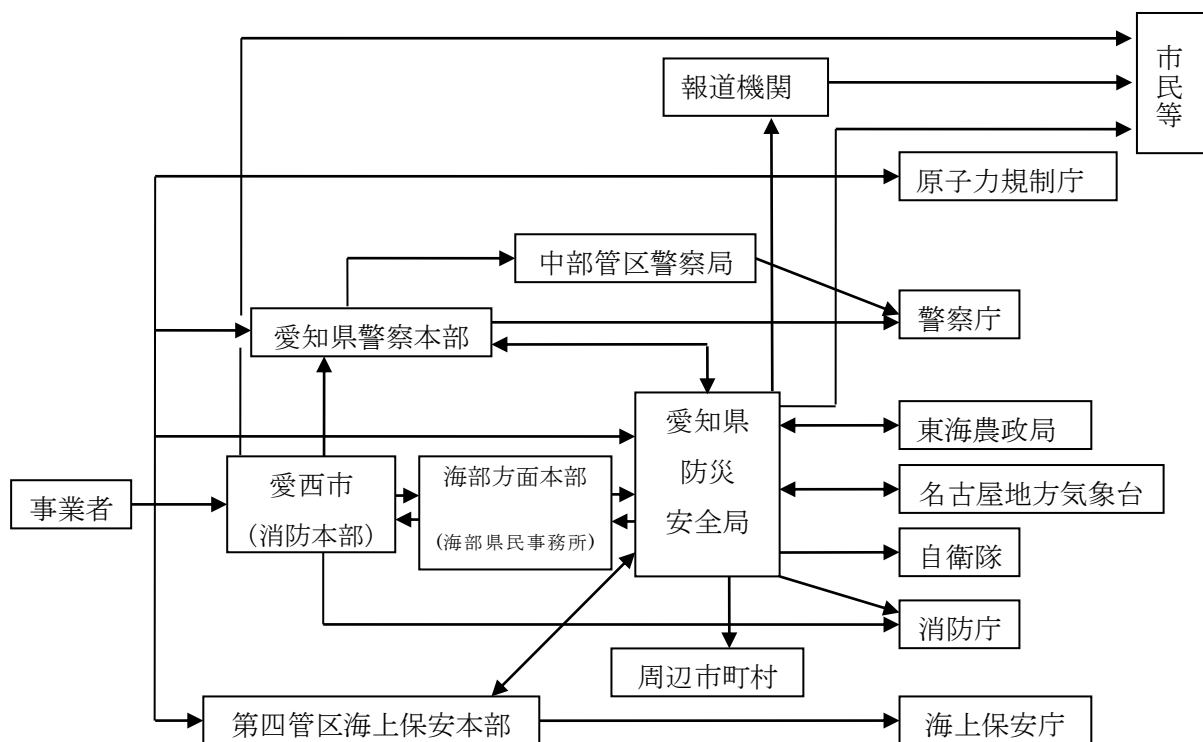 市民等
報道機関
原子力規制庁
中部管区警察局
警察庁
愛知県警察本部
愛知県
防災
安全局
東海農政局
愛西市
(消防本部)
海部方面本部
(海部県民事務所)
事業者
名古屋地方気象台
自衛隊
消防庁
周辺市町村
第四管区海上保安本部
海上保安庁